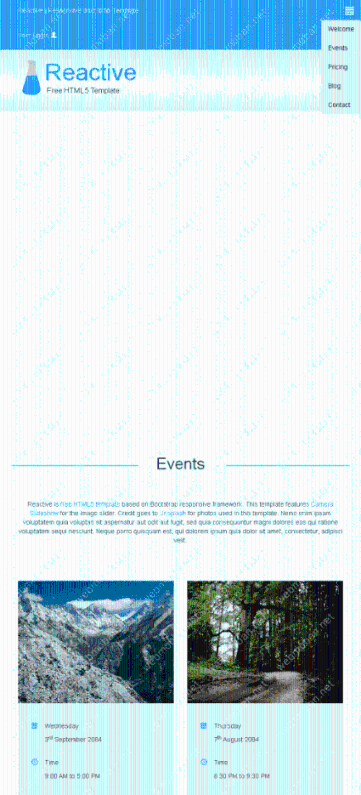 Reactive | Responsive Bootstrap Template
User Login
Welcome
Events
Pricing
Blog
Contact
Reactive
Free HTML5 Template
Events
Reactive is free HTML5 template based on Bootstrap responsive framework. This template features Camera
Slideshow for the image slider. Credit goes to Unsplash for photos used in this template. Nemo enim ipsam
voluptatem quia voluptas sit aspernatur aut odit aut fugit, sed quia consequuntur magni dolores eos qui ratione
voluptatem sequi nesciunt. Neque porro quisquam est, qui dolorem ipsum quia dolor sit amet, consectetur, adipisci
velit.
Wednesday
3rd September 2084
Time
9:00 AM to 5:00 PM
Thursday
7th August 2084
Time
6:30 PM to 9:30 PM